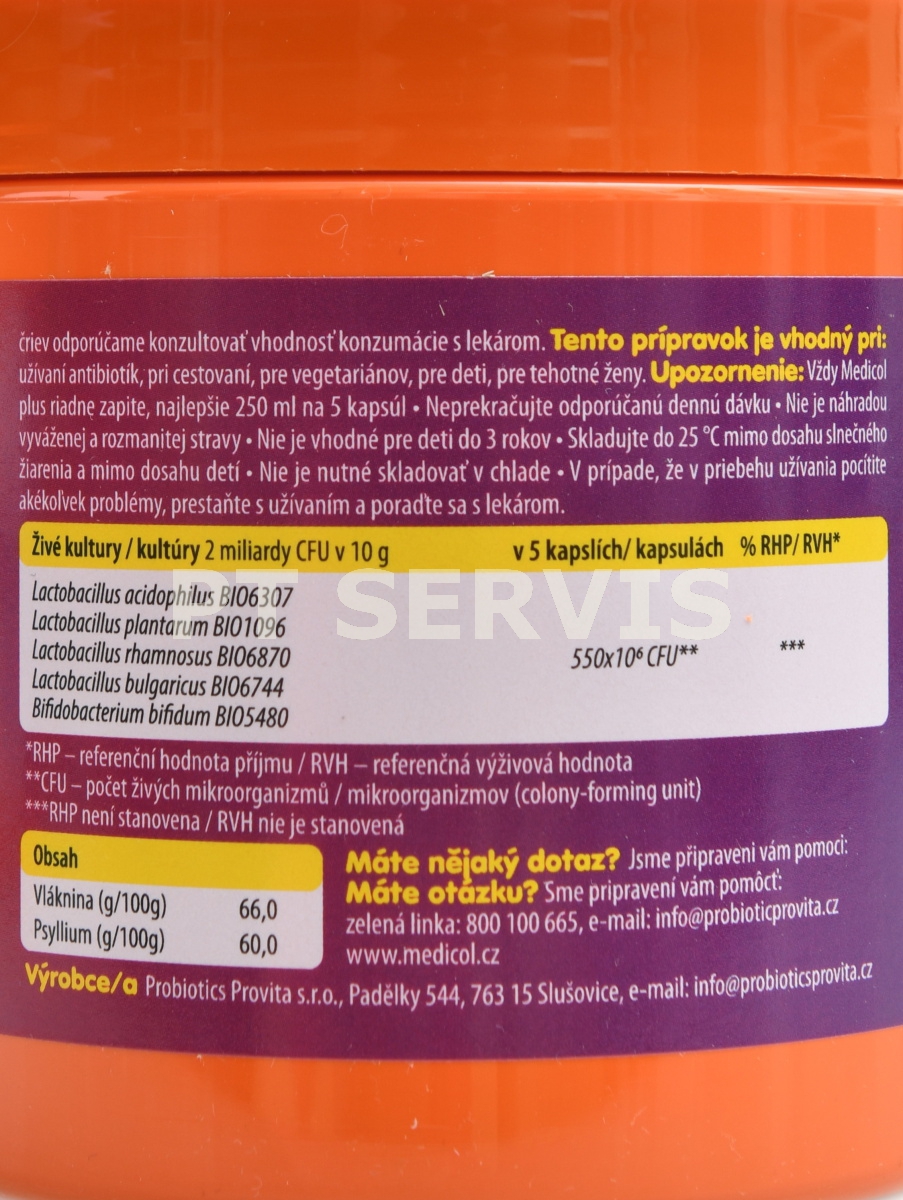 čriev odporúčame konzultovať vhodnosť konzumácie s lekárom. Tento prípravok je vhodný pri:
užívaní antibiotík, pri cestovaní, pre vegetariánov, pre deti, pre tehotné ženy. Upozornenie: Vždy Medicol
plus riadne zapite, najlepšie 250 ml na 5 kapsúl • Neprekračujte odporúčanú dennú dávku • Nie je náhradou
vyváženej a rozmanitej stravy • Nie je vhodné pre deti do 3 rokov • Skladujte do 25 °C mimo dosahu slnečného
žiarenia a mimo dosahu detí • Nie je nutné skladovať v chlade • V prípade, že v priebehu užívania pocítite
akékoľvek problémy, prestaňte s užívaním a poraďte sa s lekárom.
Živé kultury / kultúry 2 miliardy CFU v 10 g v 5 kapslích/ kapsulách % RHP/ RVH*
PT SERVIS
Lactobacillus acidophilus BIO6307
Lactobacillus plantarum BIO1096
Lactobacillus rhamnosus BIO6870 550x10⁶ CFU** ***
Lactobacillus bulgaricus BIO6744
Bifidobacterium bifidum BIO5480
*RHP – referenční hodnota příjmu / RVH – referenčná výživová hodnota
**CFU – počet živých mikroorganizmů / mikroorganizmov (colony-forming unit)
***RHP není stanovena / RVH nie je stanovená
Obsah
Vláknina (g/100g) 66,0
Psyllium (g/100g) 60,0
Máte nějaký dotaz? Jsme připraveni vám pomoci:
Máte otázku? Sme pripravení vám pomôcť:
zelená linka: 800 100 665, e-mail: info@probioticprovita.cz
www.medicol.cz
Výrobce/a Probiotics Provita s.r.o., Padělky 544, 763 15 Slušovice, e-mail: info@probioticsprovita.cz